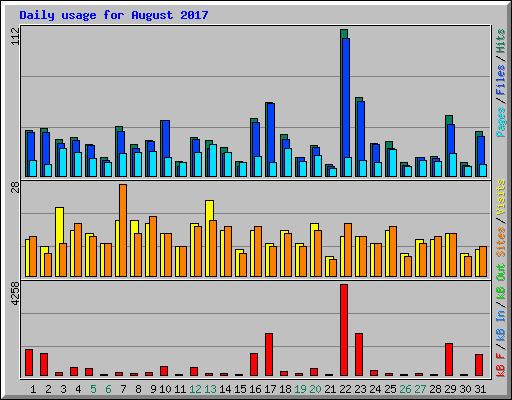 Daily usage for August 2017
112
Pages / Files / Hits
28
Sites / Visits
4258
kB F / kB In / kB Out
1 2 3 4 5 6 7 8 9 10 11 12 13 14 15 16 17 18 19 20 21 22 23 24 25 26 27 28 29 30 31